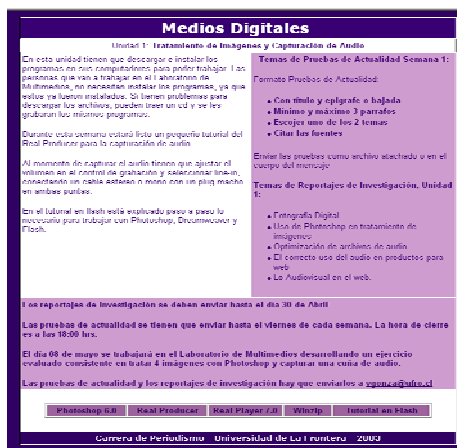 Medios Digitales
Unidad 1: Tratamiento de Imágenes y Capturación de Audio
En esta unidad tienen que descargar e instalar los
programas en sus computadores para poder trabajar. Las
personas que van a trabajar en el Laboratorio de
Multimedios, no necesitan instalar los programas, ya que
estos ya fueron instalados. Si tienen problemas para
descargar los archivos, pueden traer un cd y se les
grabaran los mismos programas.
Durante esta semana estará listo un pequeño tutorial del
Real Producer para la capturación de audio.
Al momento de capturar el audio tienen que ajustar el
volumen en el control de grabación y seleccionar line-in,
conectando un cable estereo o mono con un plug macho
en ambas puntas.
En el tutorial en flash está explicado paso a paso lo
necesario para trabajar con Photoshop, Dreamweaver y
Flash.
Temas de Pruebas de Actualidad Semana 1:
Formato Pruebas de Actualidad:
Con título y epígrafe o bajada
Mínimo y máximo 3 parrafos
Escojer uno de los 2 temas
Citar las fuentes
Enviar las pruebas como archivo atachado o en el
cuerpo del mensaje
Temas de Reportajes de Investigación, Unidad
1:
Fotografía Digital
Uso de Photoshop en tratamiento de
imágenes
Optimización de archivos de audio
El correcto uso del audio en productos para
web
Lo Audiovisual en el web.
Los reportajes de investigación se deben enviar hasta el día 30 de Abril
Las pruebas de actualidad se tienen que enviar hasta el viernes de cada semana. La hora de cierre
es a las 18:00 hrs.
El día 08 de mayo se trabajará en el Laboratorio de Multimedios desarrollando un ejercicio
evaluado consistente en tratar 4 imágenes con Photoshop y capturar una cuña de audio.
Las pruebas de actualidad y los reportajes de investigación hay que enviarlos a vponza@ufro.cl
Photoshop 6.0 Real Producer Real Player 7.0 Winzip Tutorial en Flash
Carrera de Periodismo - Universidad de La Frontera - 2003